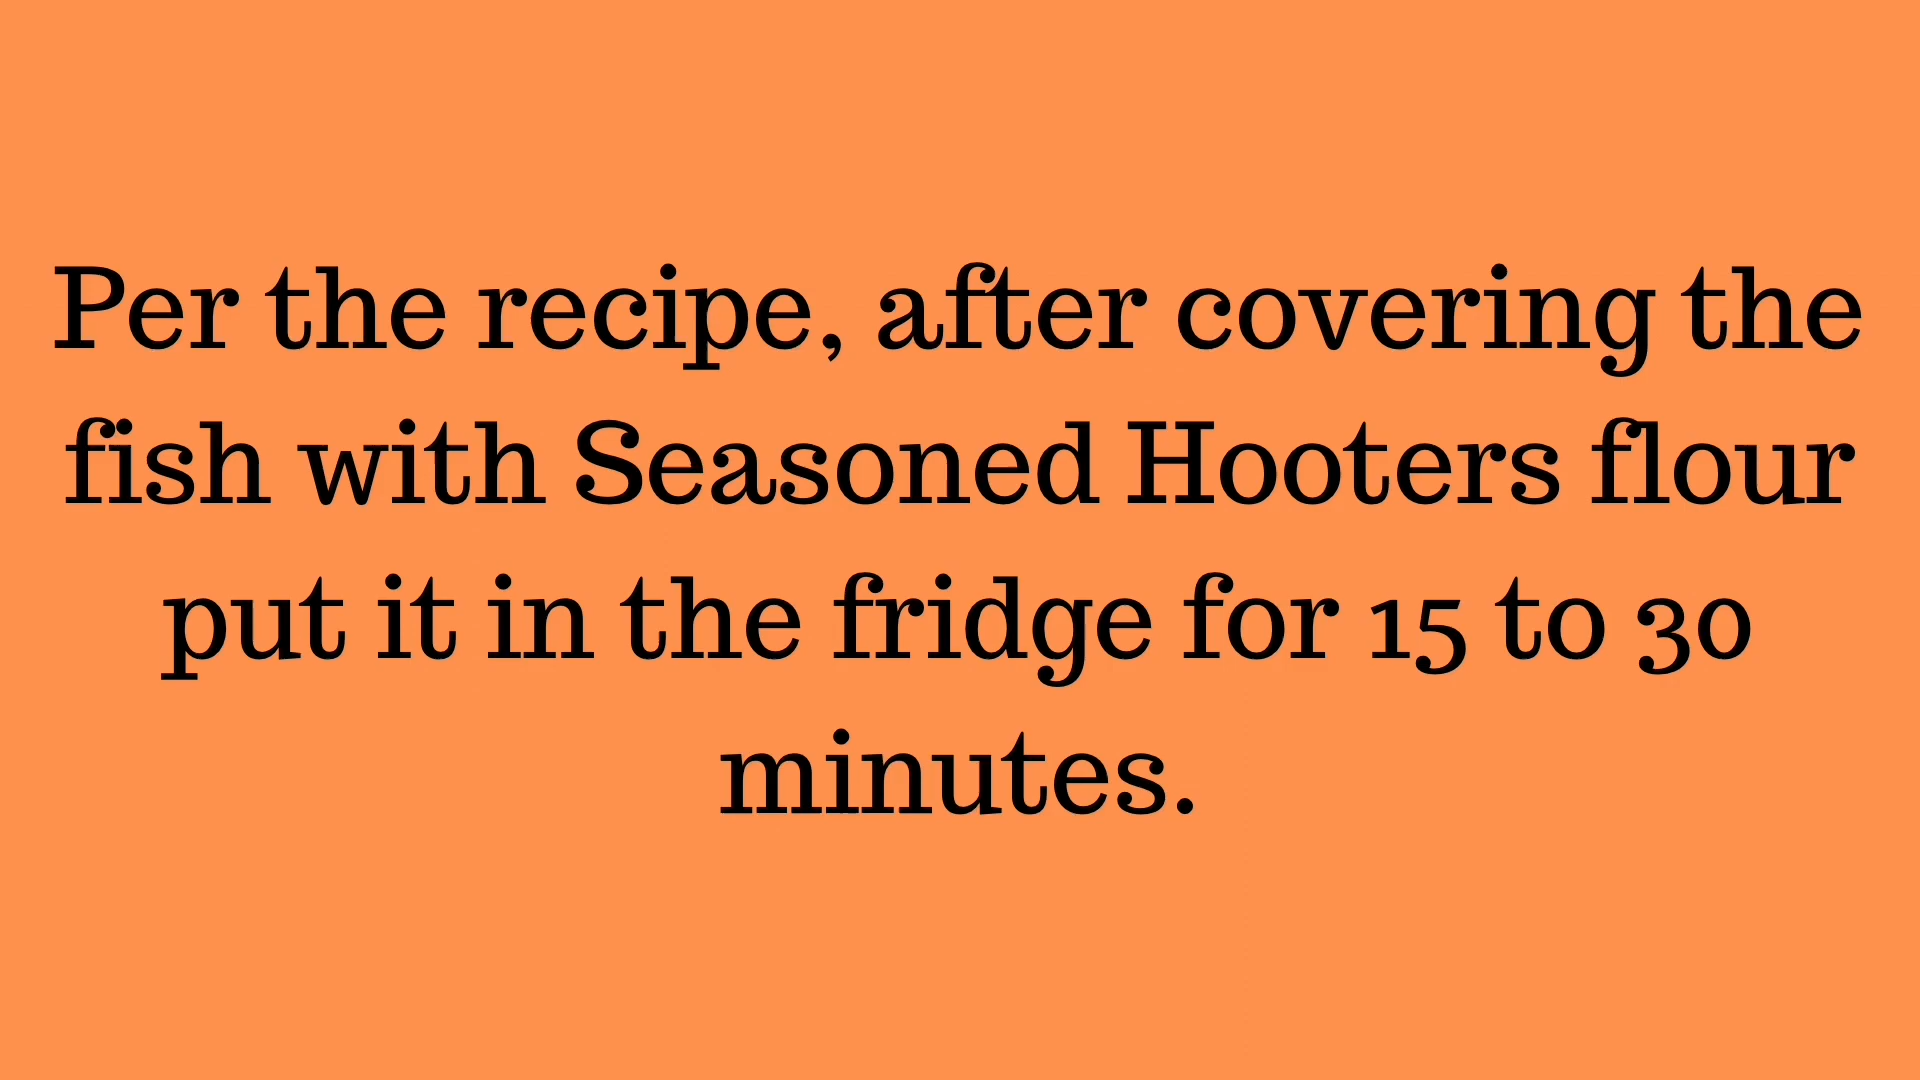 Per the recipe, after covering the
fish with Seasoned Hooters flour
put it in the fridge for 15 to 30
minutes.